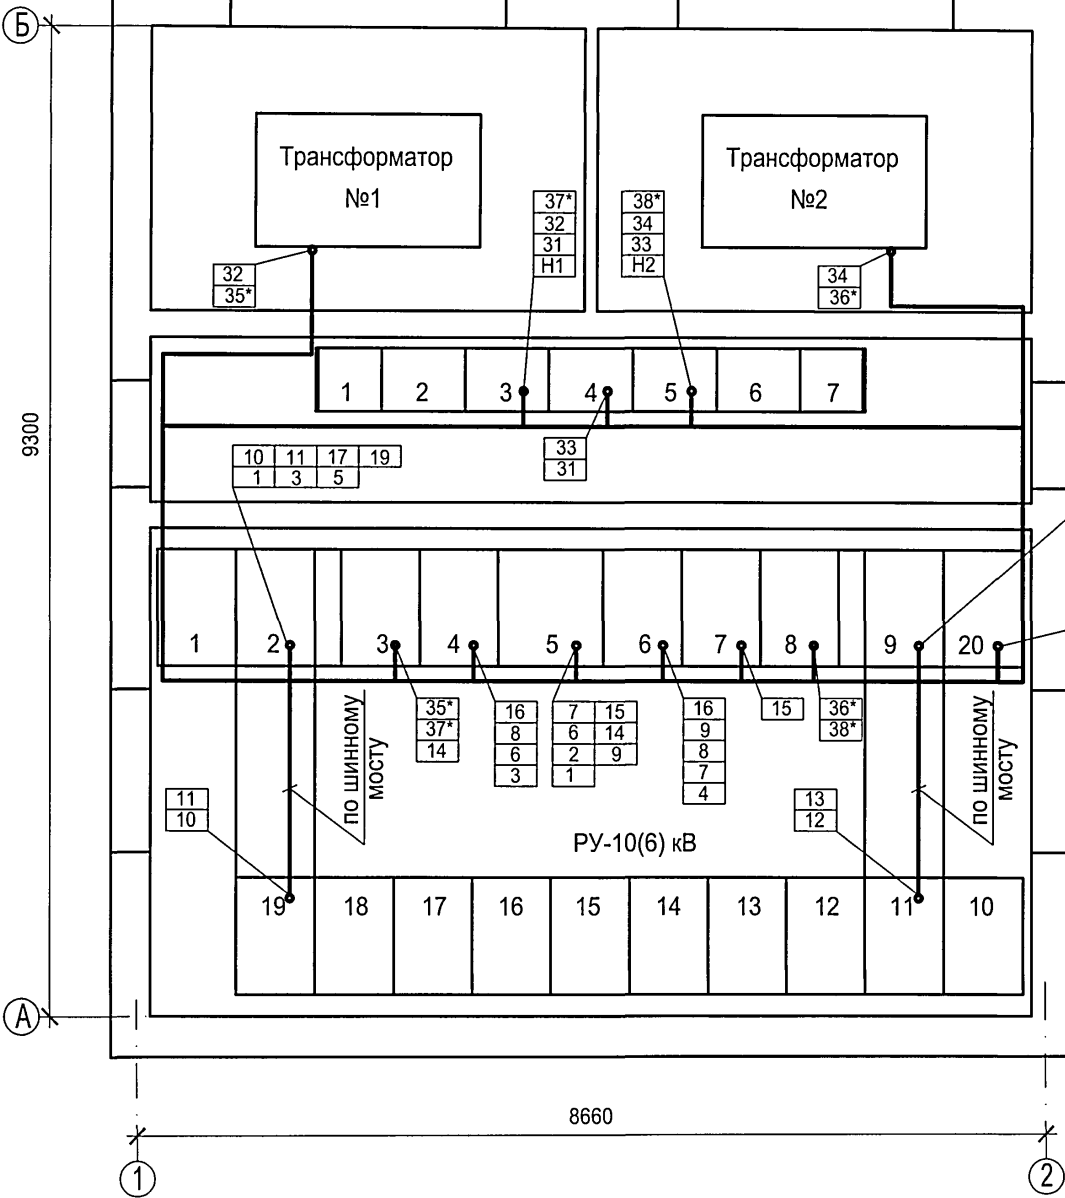 Б
Трансформатор
№1
Трансформатор
№2
37*
32
31
Н1
38*
34
33
Н2
32
35*
34
36*
1 2 3 4 5 6 7
9300
33
31
10 11 17 19
1 3 5
1 2 3 4 5 6 7 8 9 20
35*
37*
14
16
8
6
3
7 15
6 14
2 9
1
16
9
8
7
4
15
36*
38*
по шинному
мосту
по шинному
мосту
11
10
13
12
РУ-10(6) кВ
19 18 17 16 15 14 13 12 11 10
А
8660
1
2